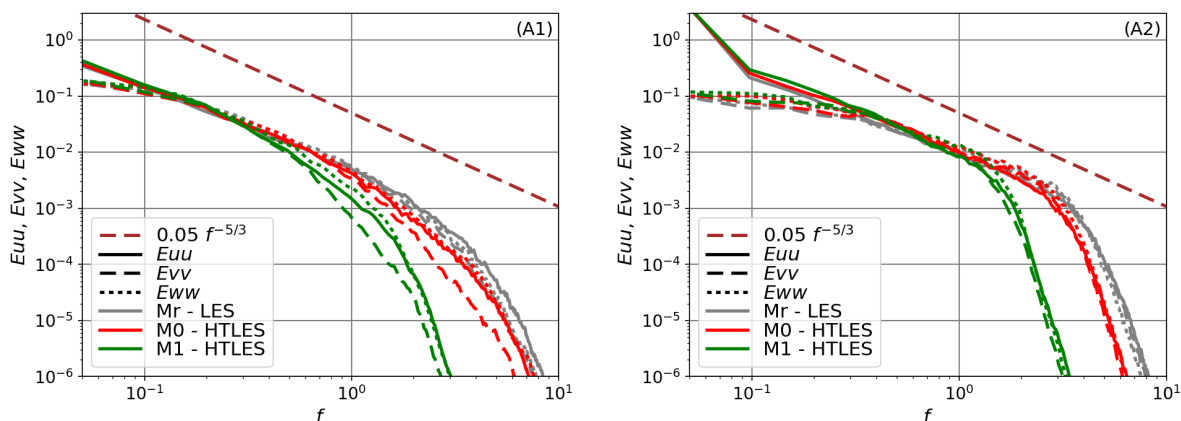 (A1)
Euu, Evv, Eww
10⁰
10⁻¹
10⁻²
10⁻³
10⁻⁴
10⁻⁵
10⁻⁶
0.05 f⁻⁵/³
Euu
Evv
Eww
Mr - LES
M0 - HTLES
M1 - HTLES
10⁻¹
10⁰
10¹
f
(A2)
Euu, Evv, Eww
10⁰
10⁻¹
10⁻²
10⁻³
10⁻⁴
10⁻⁵
10⁻⁶
0.05 f⁻⁵/³
Euu
Evv
Eww
Mr - LES
M0 - HTLES
M1 - HTLES
10⁻¹
10⁰
10¹
f